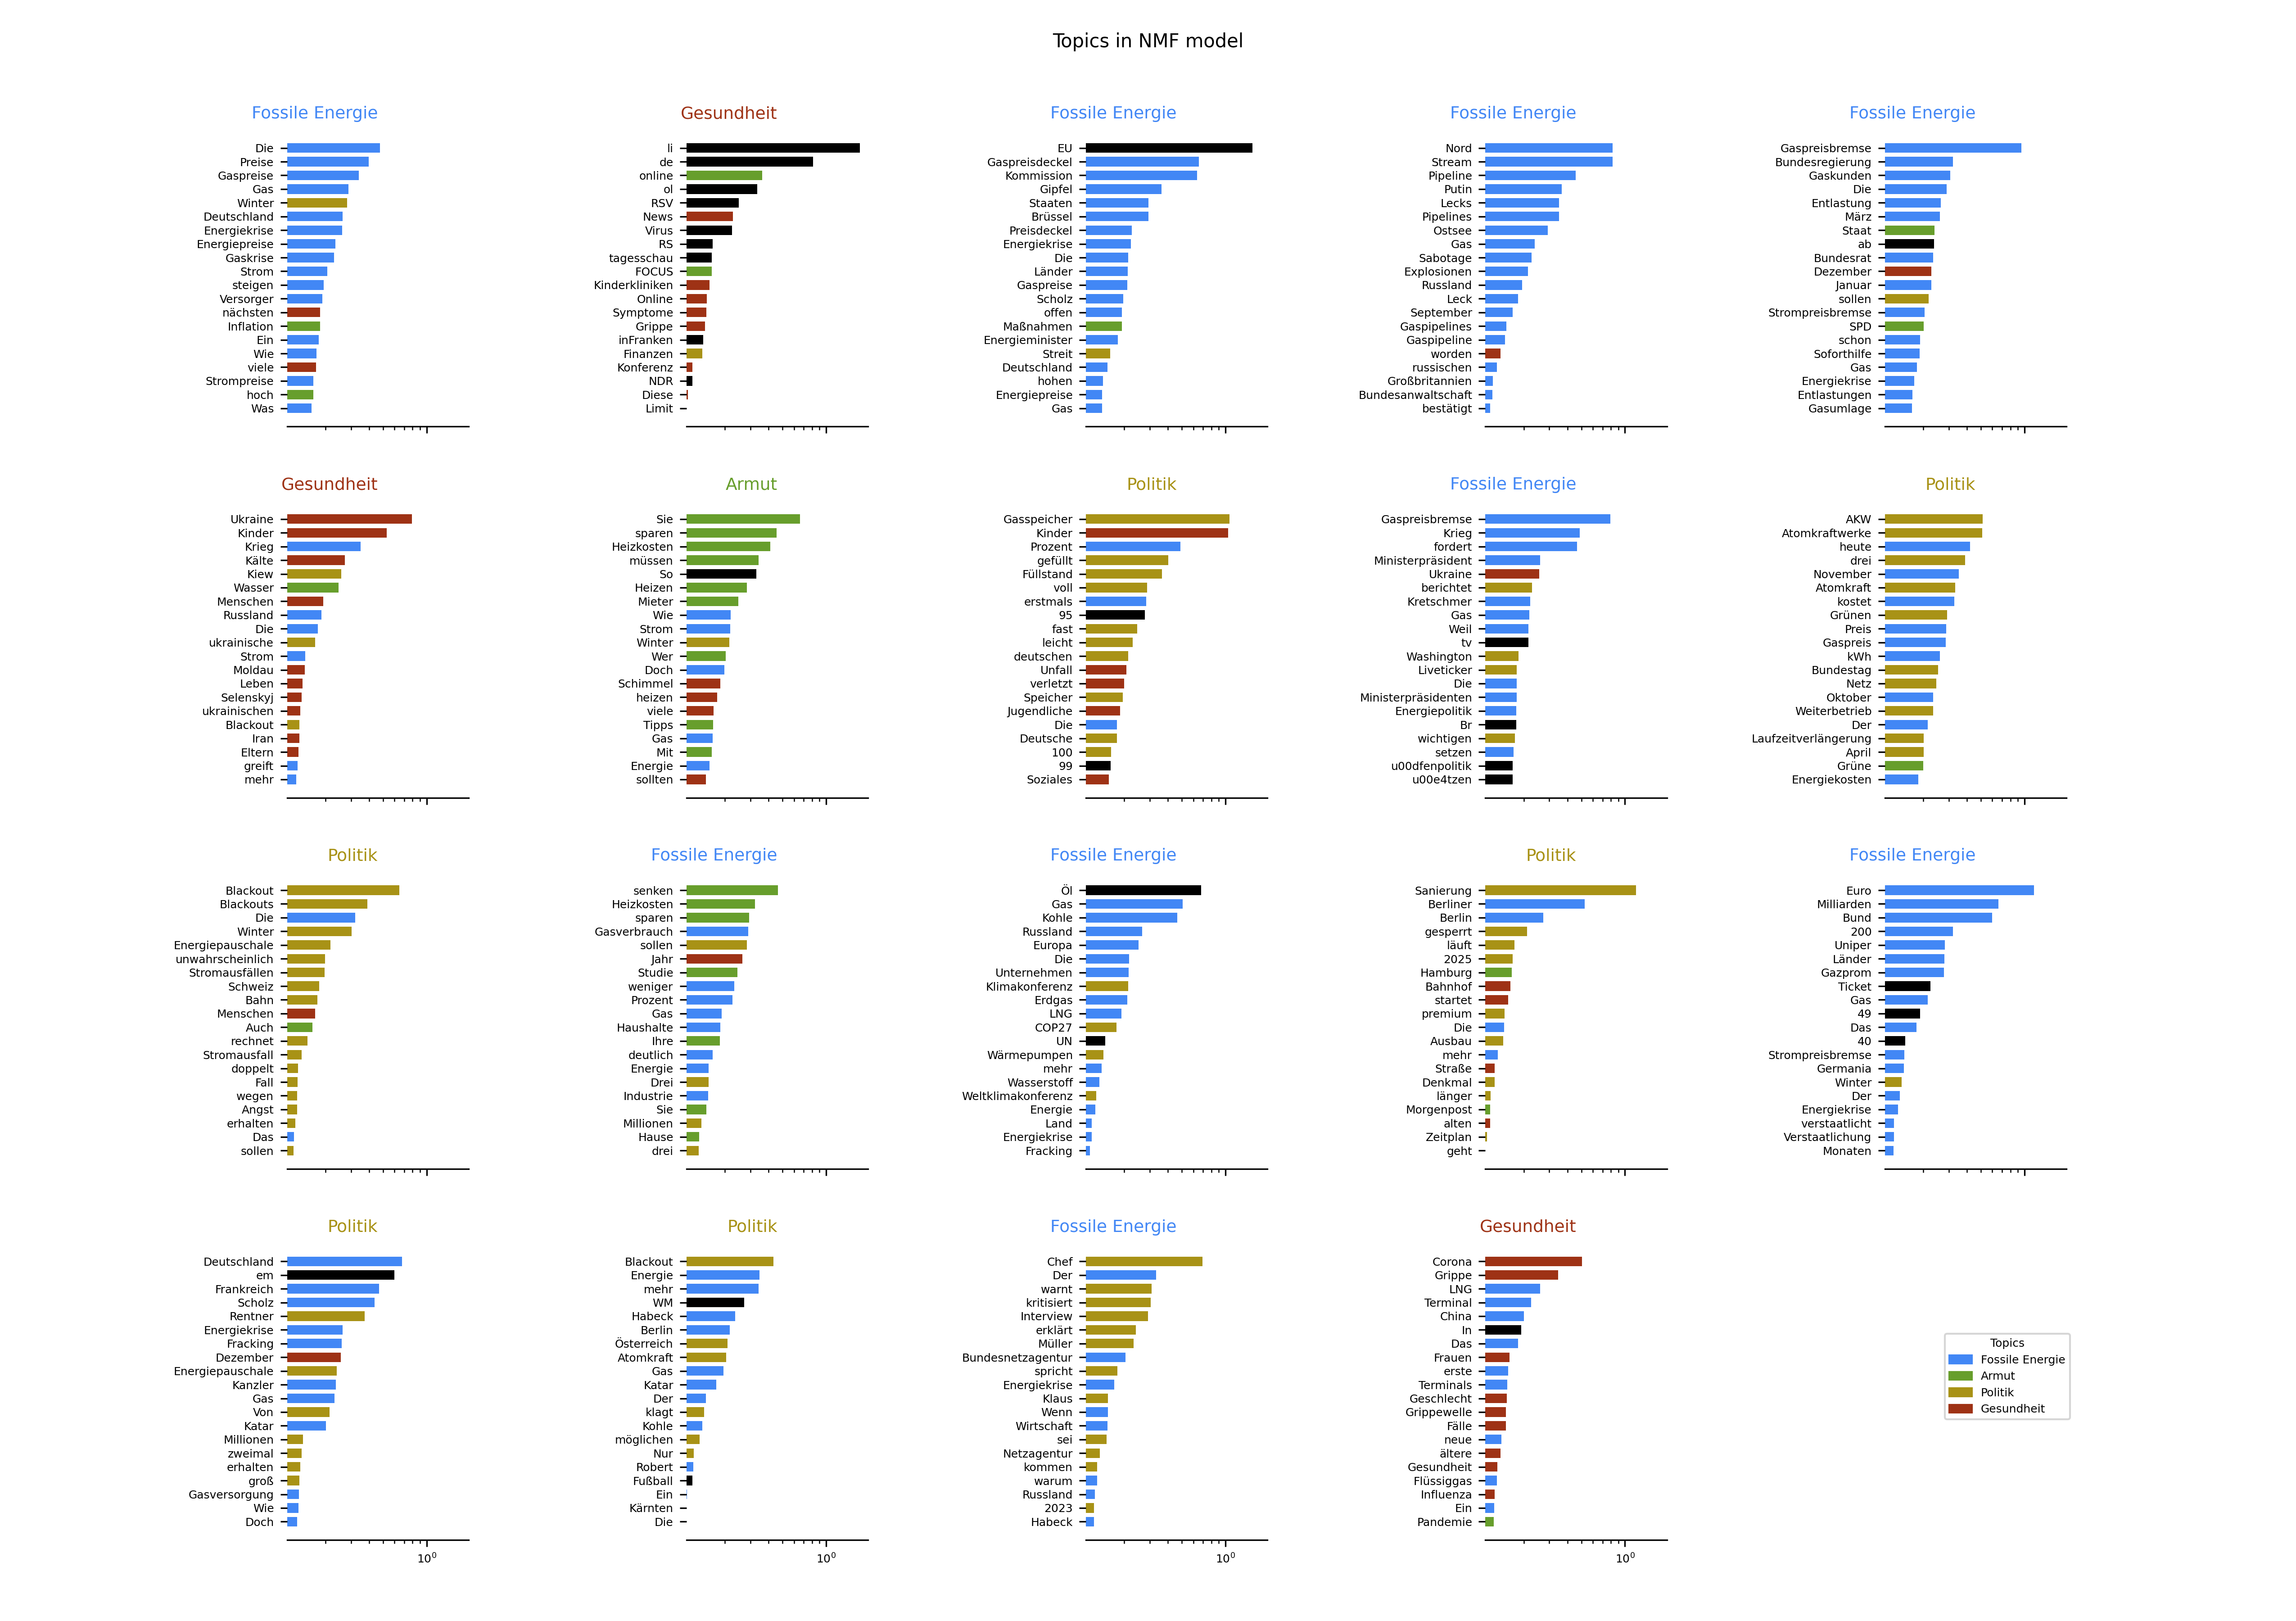 Topics in NMF model
Fossile Energie
Die
Preise
Gaspreise
Gas
Winter
Deutschland
Energiekrise
Energiepreise
Gaskrise
Strom
steigen
Versorger
nächsten
Inflation
Ein
Wie
viele
Strompreise
hoch
Was
Gesundheit
li
de
online
ol
RSV
News
Virus
RS
tagesschau
FOCUS
Kinderkliniken
Online
Symptome
Grippe
inFranken
Finanzen
Konferenz
NDR
Diese
Limit
Fossile Energie
EU
Gaspreisdeckel
Kommission
Gipfel
Staaten
Brüssel
Preisdeckel
Energiekrise
Die
Länder
Gaspreise
Scholz
offen
Maßnahmen
Energieminister
Streit
Deutschland
hohen
Energiepreise
Gas
Fossile Energie
Nord
Stream
Pipeline
Putin
Lecks
Pipelines
Ostsee
Gas
Sabotage
Explosionen
Russland
Leck
September
Gaspipelines
Gaspipeline
worden
russischen
Großbritannien
Bundesanwaltschaft
bestätigt
Fossile Energie
Gaspreisbremse
Bundesregierung
Gaskunden
Die
Entlastung
März
Staat
ab
Bundesrat
Dezember
Januar
sollen
Strompreisbremse
SPD
schon
Soforthilfe
Gas
Energiekrise
Entlastungen
Gasumlage
Gesundheit
Ukraine
Kinder
Krieg
Kälte
Kiew
Wasser
Menschen
Russland
Die
ukrainische
Strom
Moldau
Leben
Selenskyj
ukrainischen
Blackout
Iran
Eltern
greift
mehr
Armut
Sie
sparen
Heizkosten
müssen
So
Heizen
Mieter
Wie
Strom
Winter
Wer
Doch
Schimmel
heizen
viele
Tipps
Gas
Mit
Energie
sollten
Politik
Gasspeicher
Kinder
Prozent
gefüllt
Füllstand
voll
erstmals
95
fast
leicht
deutschen
Unfall
verletzt
Speicher
Jugendliche
Die
Deutsche
100
99
Soziales
Fossile Energie
Gaspreisbremse
Krieg
fordert
Ministerpräsident
Ukraine
berichtet
Kretschmer
Gas
Weil
tv
Washington
Liveticker
Die
Ministerpräsidenten
Energiepolitik
Br
wichtigen
setzen
u00dfenpolitik
u00e4tzen
Politik
AKW
Atomkraftwerke
heute
drei
November
Atomkraft
kostet
Grünen
Preis
Gaspreis
kWh
Bundestag
Netz
Oktober
Weiterbetrieb
Der
Laufzeitverlängerung
April
Grüne
Energiekosten
Politik
Blackout
Blackouts
Die
Winter
Energiepauschale
unwahrscheinlich
Stromausfällen
Schweiz
Bahn
Menschen
Auch
rechnet
Stromausfall
doppelt
Fall
wegen
Angst
erhalten
Das
sollen
Fossile Energie
senken
Heizkosten
sparen
Gasverbrauch
sollen
Jahr
Studie
weniger
Prozent
Gas
Haushalte
Ihre
deutlich
Energie
Drei
Industrie
Sie
Millionen
Hause
drei
Fossile Energie
Öl
Gas
Kohle
Russland
Europa
Die
Unternehmen
Klimakonferenz
Erdgas
LNG
COP27
UN
Wärmepumpen
mehr
Wasserstoff
Weltklimakonferenz
Energie
Land
Energiekrise
Fracking
Politik
Sanierung
Berliner
Berlin
gesperrt
läuft
2025
Hamburg
Bahnhof
startet
premium
Die
Ausbau
mehr
Straße
Denkmal
länger
Morgenpost
alten
Zeitplan
geht
Fossile Energie
Euro
Milliarden
Bund
200
Uniper
Länder
Gazprom
Ticket
Gas
49
Das
40
Strompreisbremse
Germania
Winter
Der
Energiekrise
verstaatlicht
Verstaatlichung
Monaten
Politik
Deutschland
em
Frankreich
Scholz
Rentner
Energiekrise
Fracking
Dezember
Energiepauschale
Kanzler
Gas
Von
Katar
Millionen
zweimal
erhalten
groß
Gasversorgung
Wie
Doch
10⁰
Politik
Blackout
Energie
mehr
WM
Habeck
Berlin
Österreich
Atomkraft
Gas
Katar
Der
klagt
Kohle
möglichen
Nur
Robert
Fußball
Ein
Kärnten
Die
10⁰
Fossile Energie
Chef
Der
warnt
kritisiert
Interview
erklärt
Müller
Bundesnetzagentur
spricht
Energiekrise
Klaus
Wenn
Wirtschaft
sei
Netzagentur
kommen
warum
Russland
2023
Habeck
10⁰
Gesundheit
Corona
Grippe
LNG
Terminal
China
In
Das
Frauen
erste
Terminals
Geschlecht
Grippewelle
Fälle
neue
ältere
Gesundheit
Flüssiggas
Influenza
Ein
Pandemie
10⁰
Topics
Fossile Energie
Armut
Politik
Gesundheit